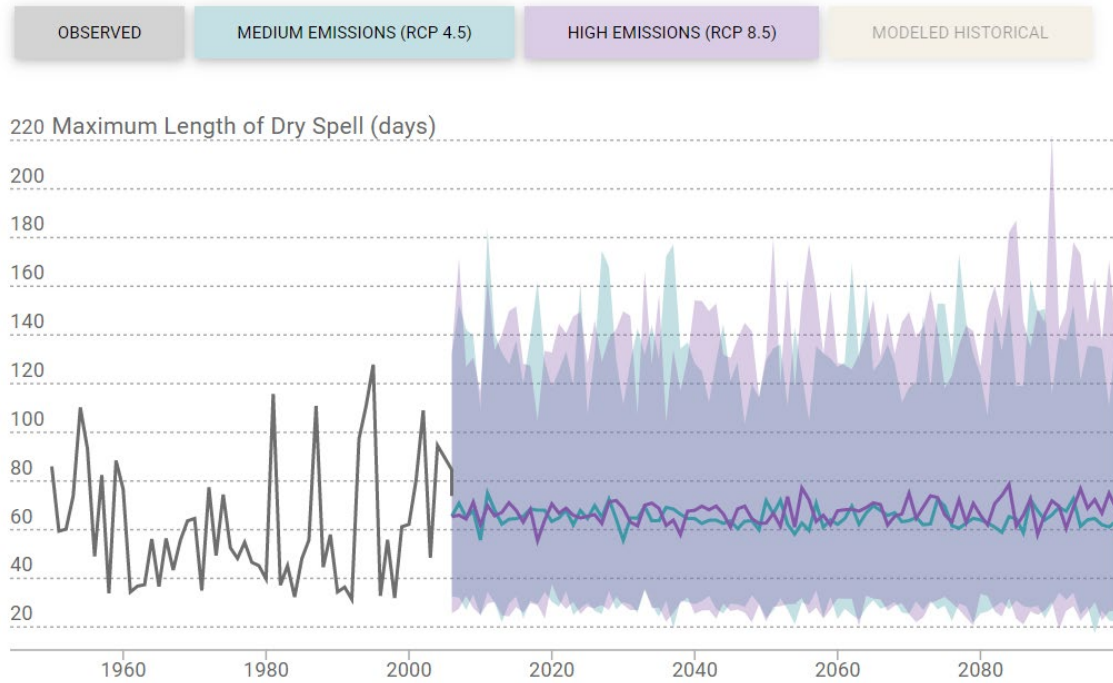 OBSERVED
MEDIUM EMISSIONS (RCP 4.5)
HIGH EMISSIONS (RCP 8.5)
MODELED HISTORICAL
220 Maximum Length of Dry Spell (days)
200
180
160
140
120
100
80
60
40
20
1960 1980 2000 2020 2040 2060 2080